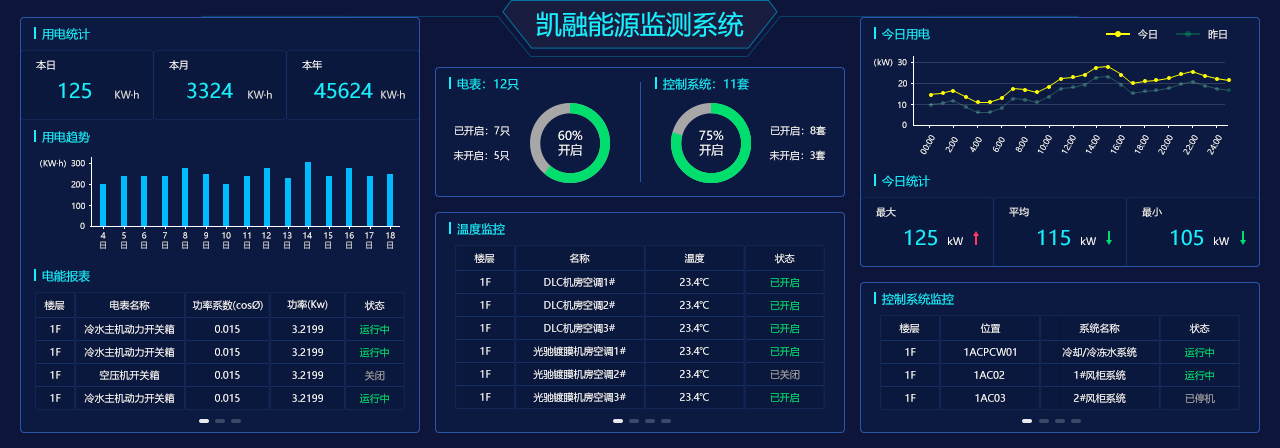 凯融能源监测系统
用电统计
本日
125 KW·h
本月
3324 KW·h
本年
45624 KW·h
用电趋势
(KW·h)
300
200
100
0
4日 5日 6日 7日 8日 9日 10日 11日 12日 13日 14日 15日 16日 17日 18日
电能报表
楼层 电表名称 功率系数(cosØ) 功率(Kw) 状态
1F 冷水主机动力开关箱 0.015 3.2199 运行中
1F 冷水主机动力开关箱 0.015 3.2199 运行中
1F 空压机开关箱 0.015 3.2199 关闭
1F 冷水主机动力开关箱 0.015 3.2199 运行中
电表：12只
已开启：7只
未开启：5只
60%
开启
控制系统：11套
75%
开启
已开启：8套
未开启：3套
温度监控
楼层 名称 温度 状态
1F DLC机房空调1# 23.4℃ 已开启
1F DLC机房空调2# 23.4℃ 已开启
1F DLC机房空调3# 23.4℃ 已开启
1F 光驰镀膜机房空调1# 23.4℃ 已开启
1F 光驰镀膜机房空调2# 23.4℃ 已关闭
1F 光驰镀膜机房空调3# 23.4℃ 已开启
今日用电
今日 昨日
(kW)
30
20
10
0
00:00 2:00 4:00 6:00 8:00 10:00 12:00 14:00 16:00 18:00 20:00 22:00 24:00
今日统计
最大
125 kW
平均
115 kW
最小
105 kW
控制系统监控
楼层 位置 系统名称 状态
1F 1ACPCW01 冷却/冷冻水系统 运行中
1F 1AC02 1#风柜系统 运行中
1F 1AC03 2#风柜系统 已停机